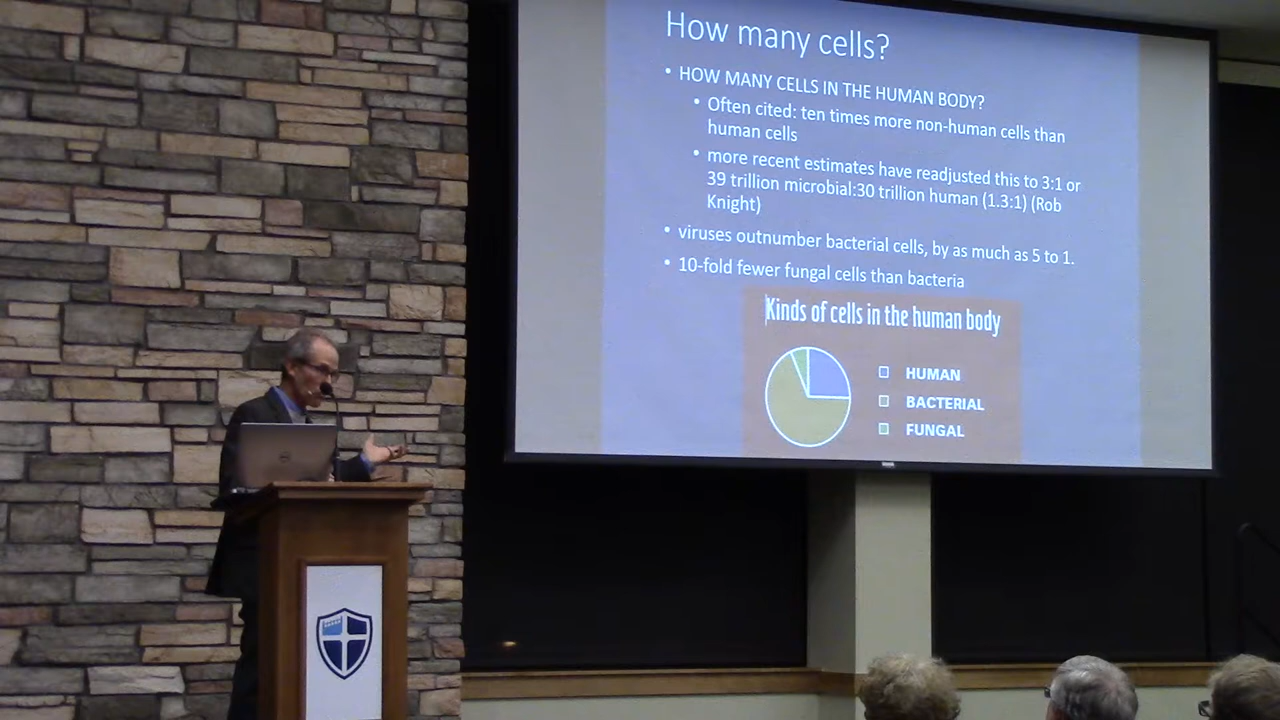 How many cells?
• HOW MANY CELLS IN THE HUMAN BODY?
• Often cited: ten times more non-human cells than
human cells
• more recent estimates have readjusted this to 3:1 or
39 trillion microbial:30 trillion human (1.3:1) (Rob
Knight)
• viruses outnumber bacterial cells, by as much as 5 to 1.
• 10-fold fewer fungal cells than bacteria
Kinds of cells in the human body
HUMAN
BACTERIAL
FUNGAL